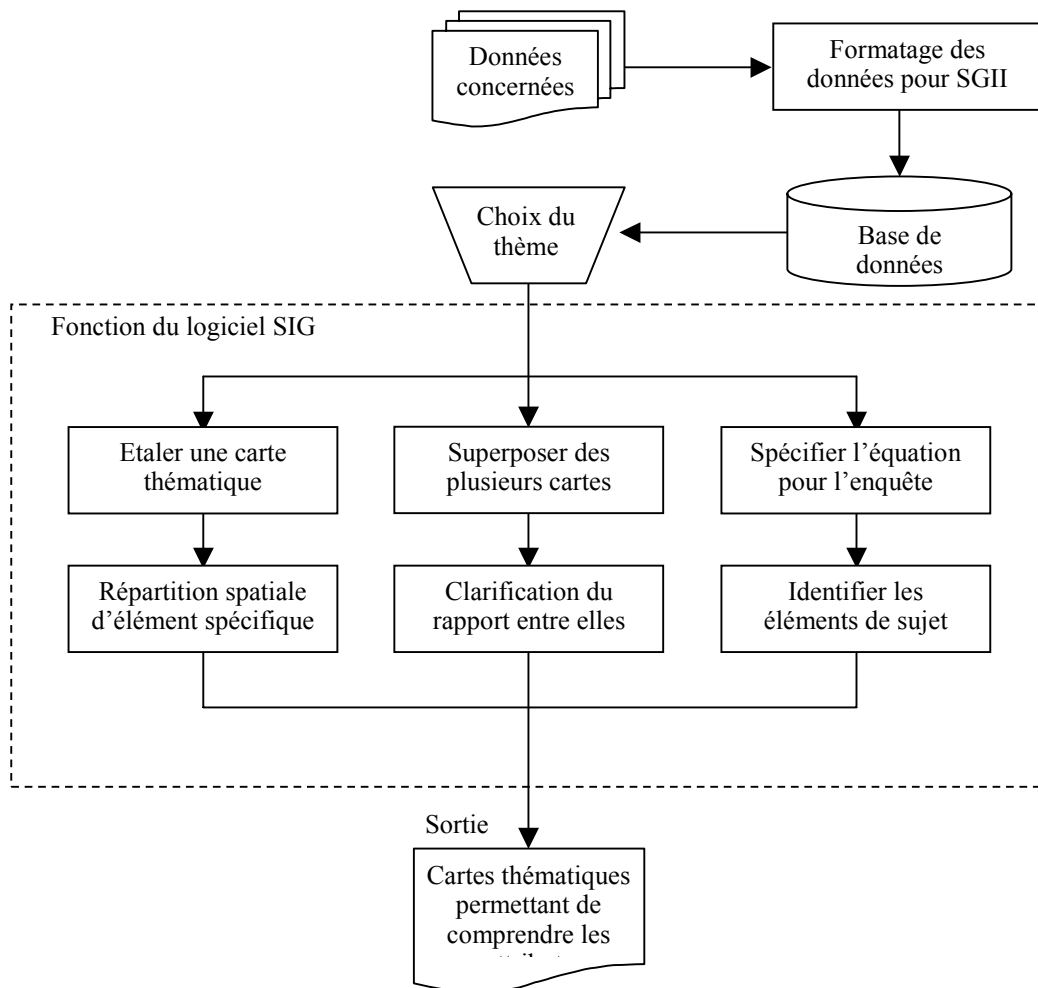 Données
concernées
Formatage des
données pour SGII
Choix du
thème
Base de
données
Fonction du logiciel SIG
Etaler une carte
thématique
Superposer des
plusieurs cartes
Spécifier l’équation
pour l’enquête
Répartition spatiale
d’élément spécifique
Clarification du
rapport entre elles
Identifier les
éléments de sujet
Sortie
Cartes thématiques
permettant de
comprendre les